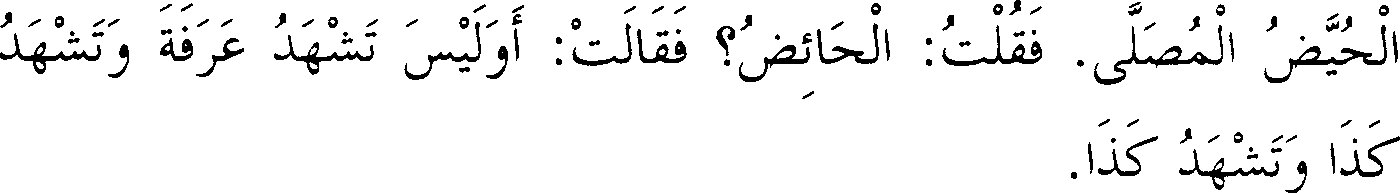 الْحُيَّضُ الْمُصَلَّى. فَقُلْتُ: الْحَائِضُ؟ فَقَالَتْ: أَوَلَيْسَ تَشْهَدُ عَرَفَةَ وَتَشْهَدُ
كَذَا وَتَشْهَدُ كَذَا.